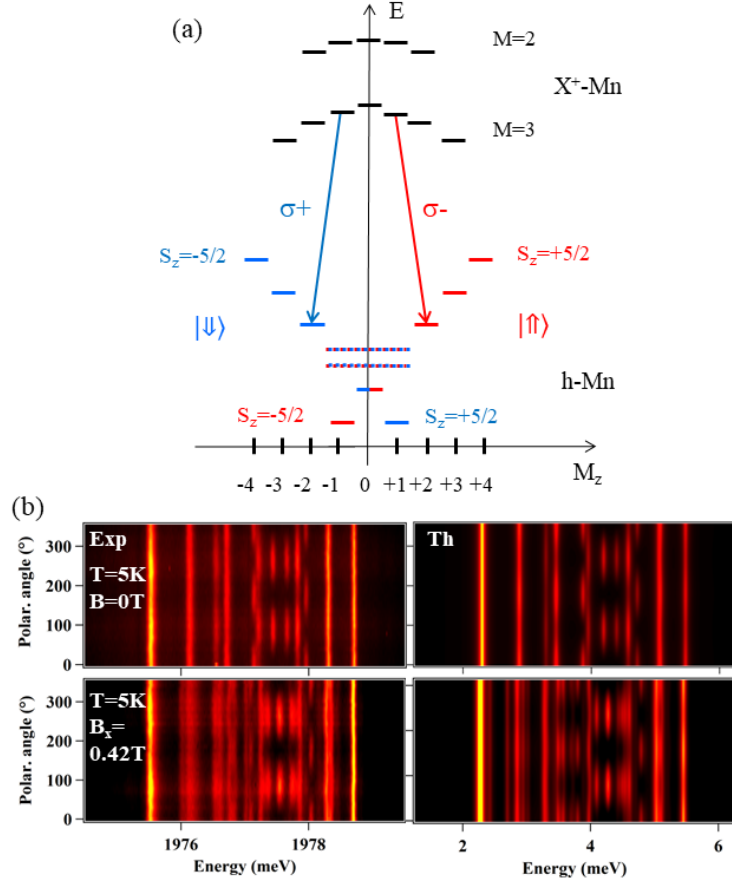 (a)
E
M=2
X⁺-Mn
M=3
σ+
σ-
S_z=-5/2
S_z=+5/2
|⇓⟩
|⇑⟩
h-Mn
S_z=-5/2
S_z=+5/2
-4 -3 -2 -1 0 +1 +2 +3 +4
M_z
(b)
Exp
T=5K
B=0T
Th
Polar. angle (°)
300
200
100
0
T=5K
B_x=
0.42T
Polar. angle (°)
300
200
100
0
1976 1978
Energy (meV)
2 4 6
Energy (meV)